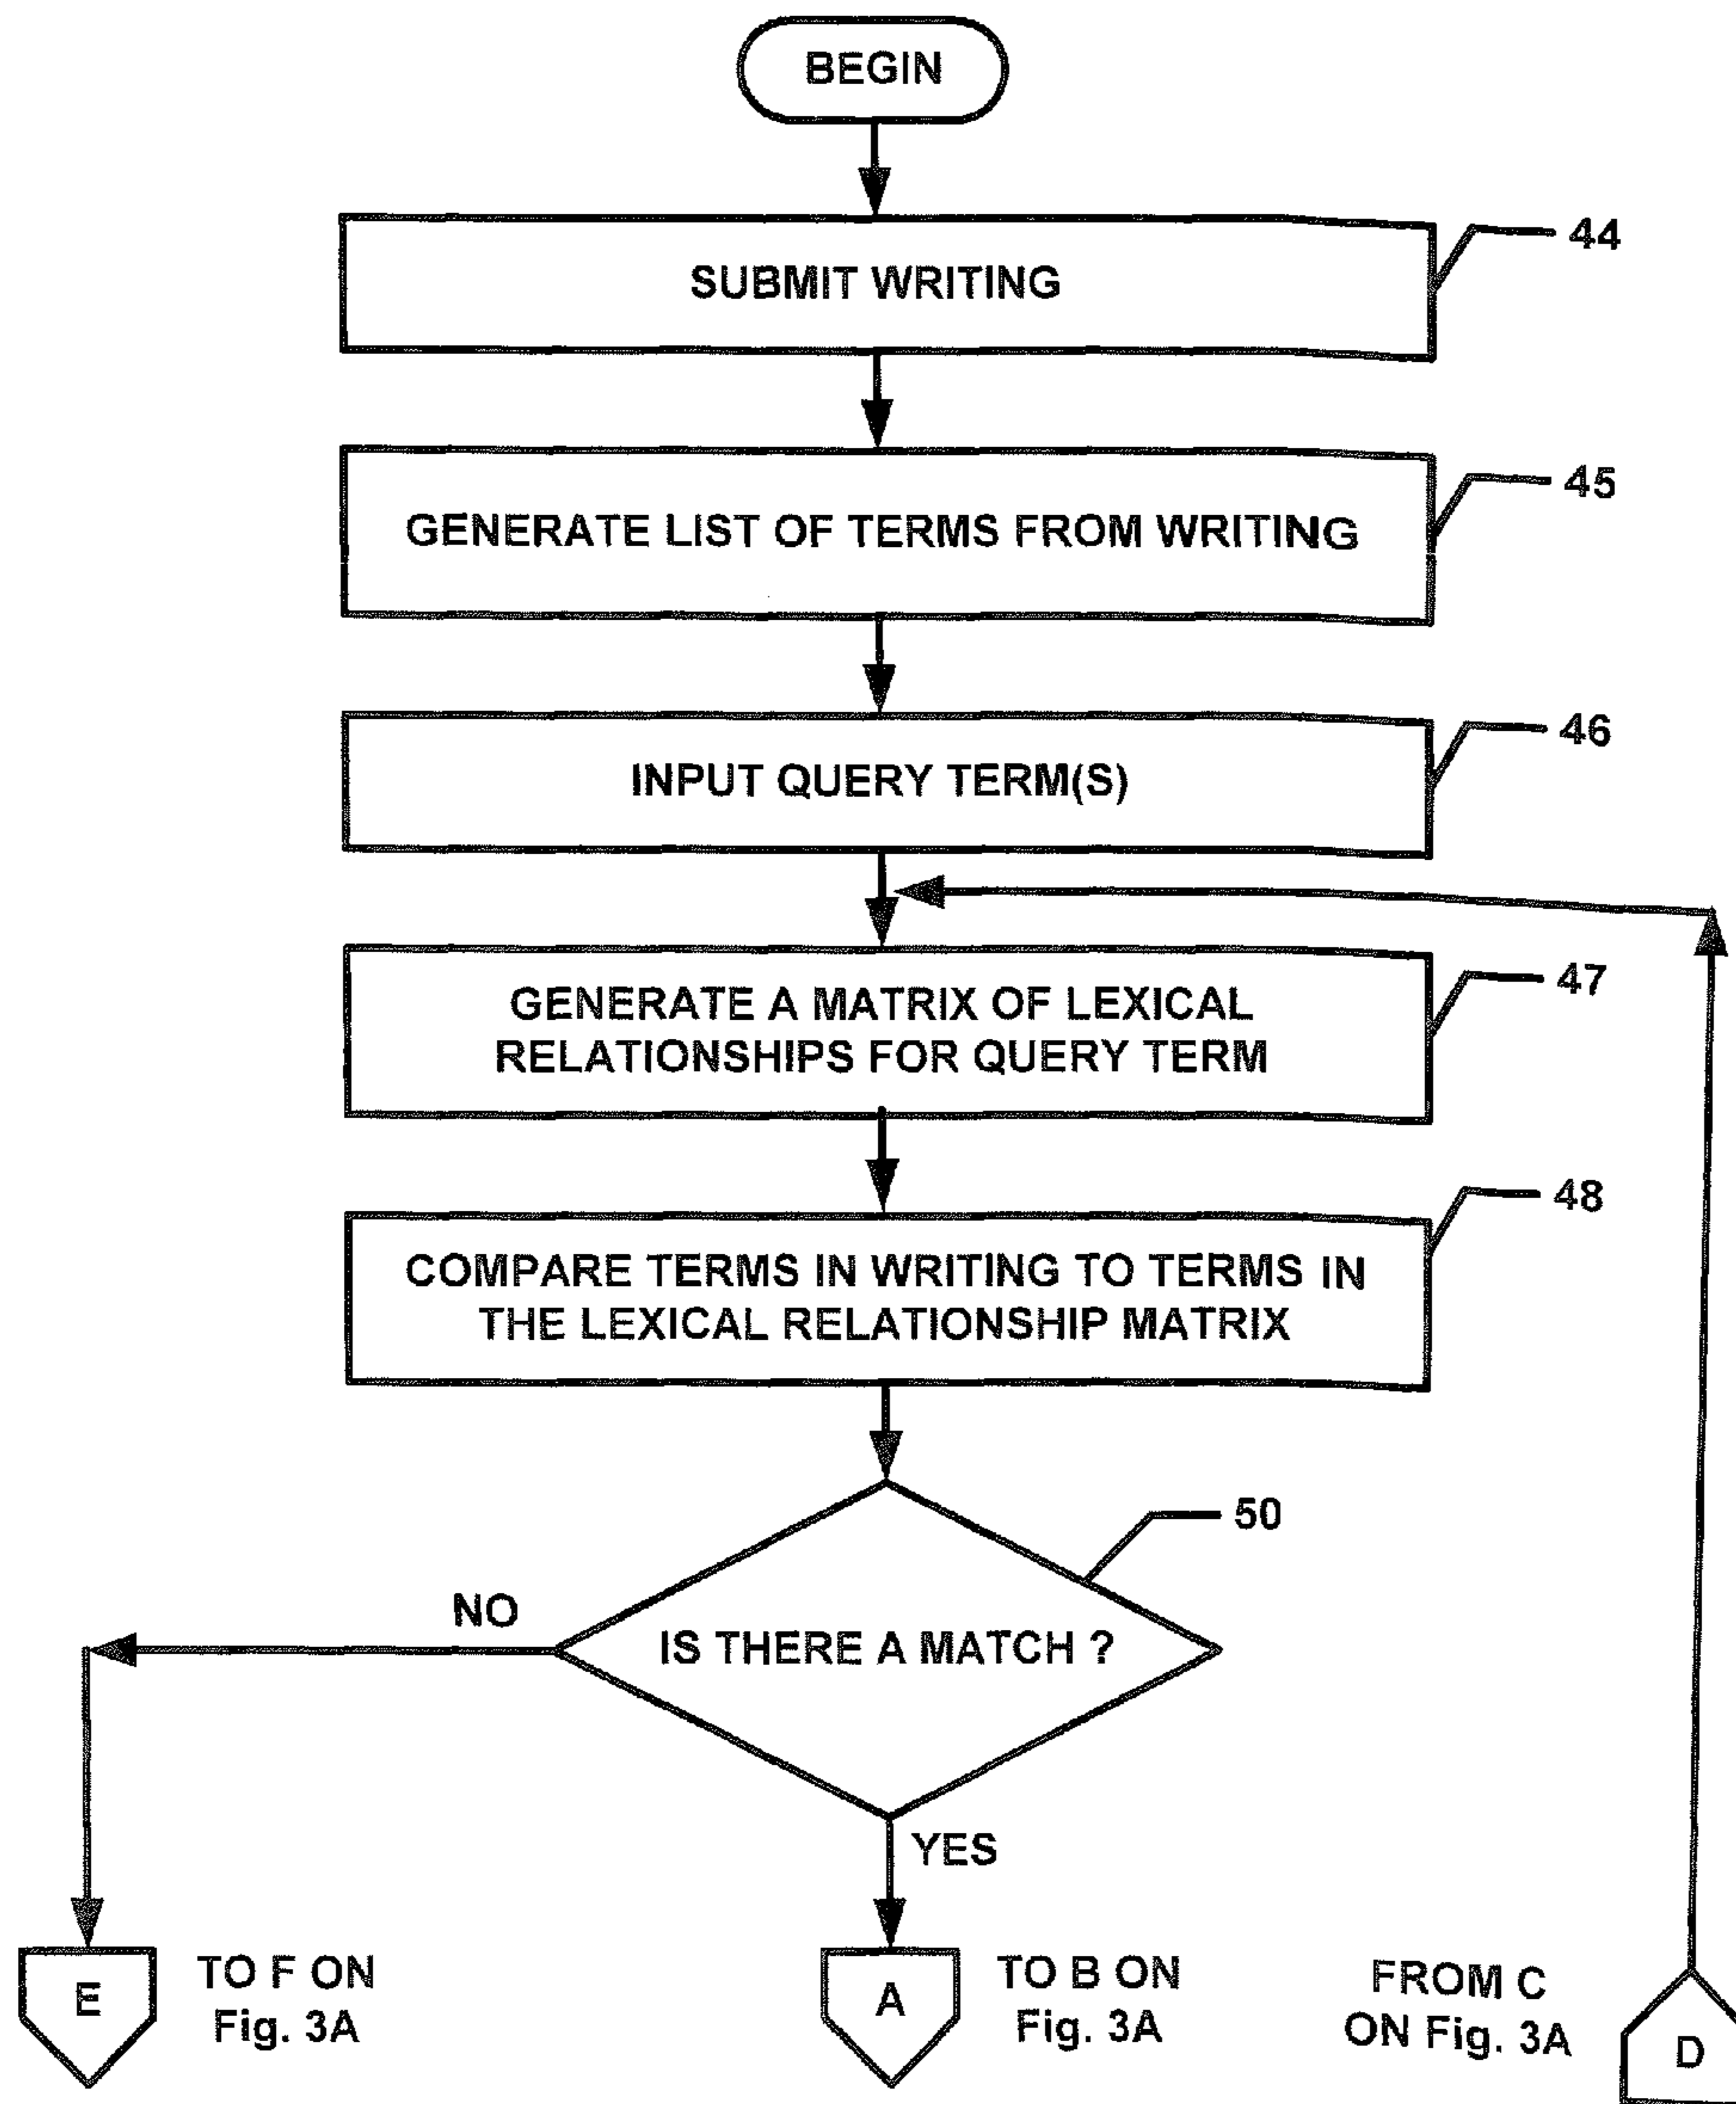 BEGIN
SUBMIT WRITING
44
GENERATE LIST OF TERMS FROM WRITING
45
INPUT QUERY TERM(S)
46
GENERATE A MATRIX OF LEXICAL
RELATIONSHIPS FOR QUERY TERM
47
COMPARE TERMS IN WRITING TO TERMS IN
THE LEXICAL RELATIONSHIP MATRIX
48
50
IS THERE A MATCH ?
NO
YES
E
TO F ON
Fig. 3A
A
TO B ON
Fig. 3A
FROM C
ON Fig. 3A
D